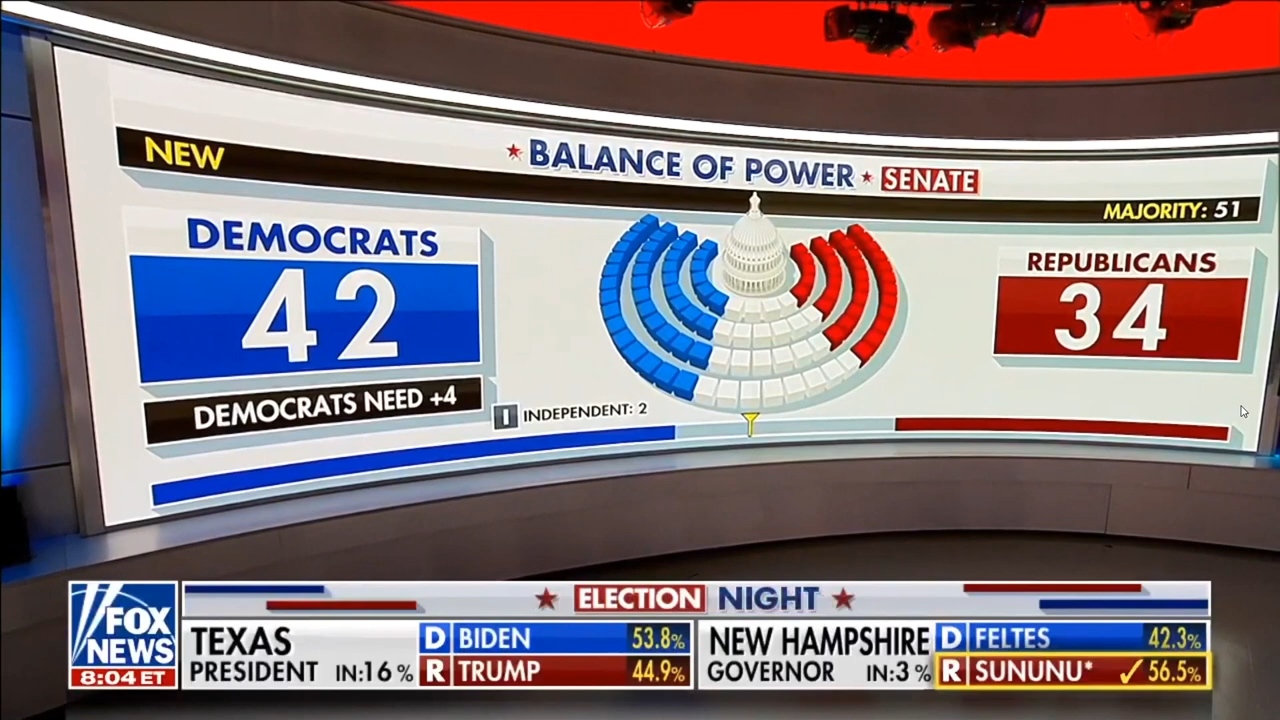 NEW
★ BALANCE OF POWER ★ SENATE
MAJORITY: 51
DEMOCRATS
42
DEMOCRATS NEED +4
REPUBLICANS
34
I INDEPENDENT: 2
★ ELECTION NIGHT ★
FOX
NEWS
8:04 ET
TEXAS
PRESIDENT IN:16%
D BIDEN 53.8%
R TRUMP 44.9%
NEW HAMPSHIRE
GOVERNOR IN:3%
D FELTES 42.3%
R SUNUNU* ✓ 56.5%